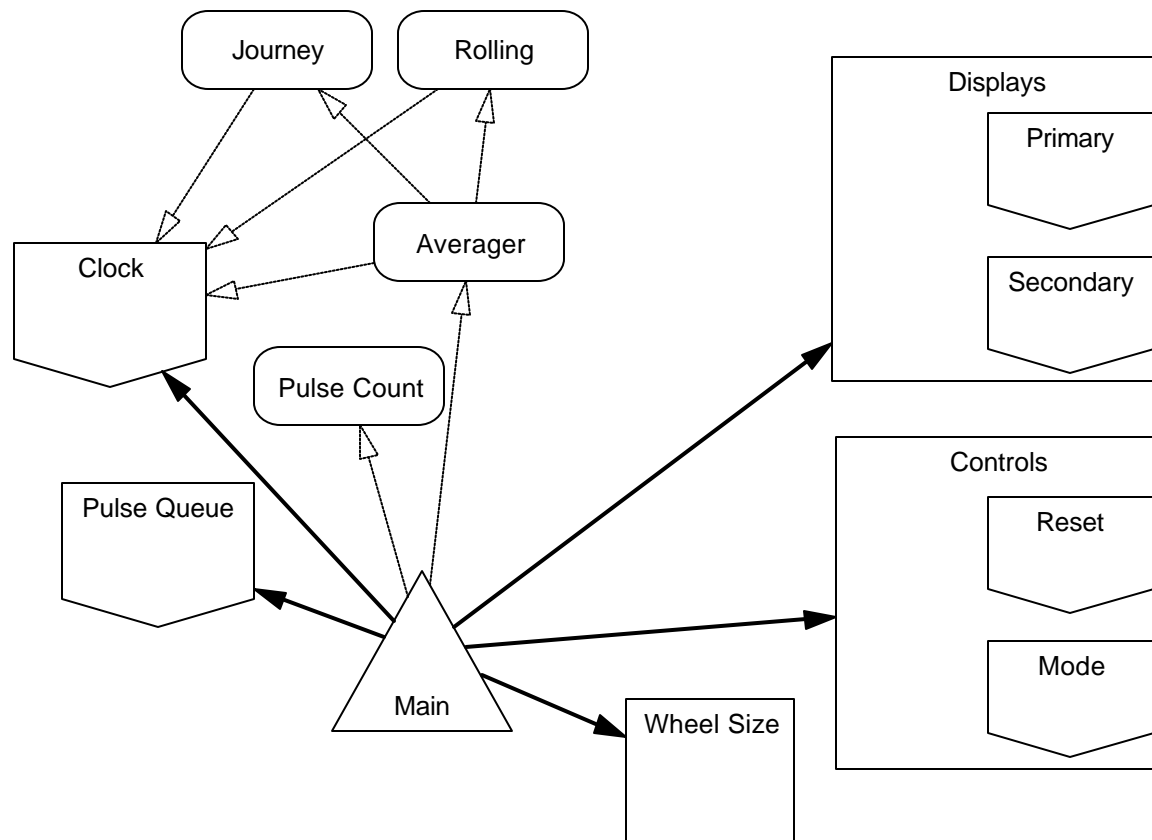 Journey
Rolling
Displays
Primary
Averager
Clock
Secondary
Pulse Count
Controls
Pulse Queue
Reset
Mode
Main
Wheel Size